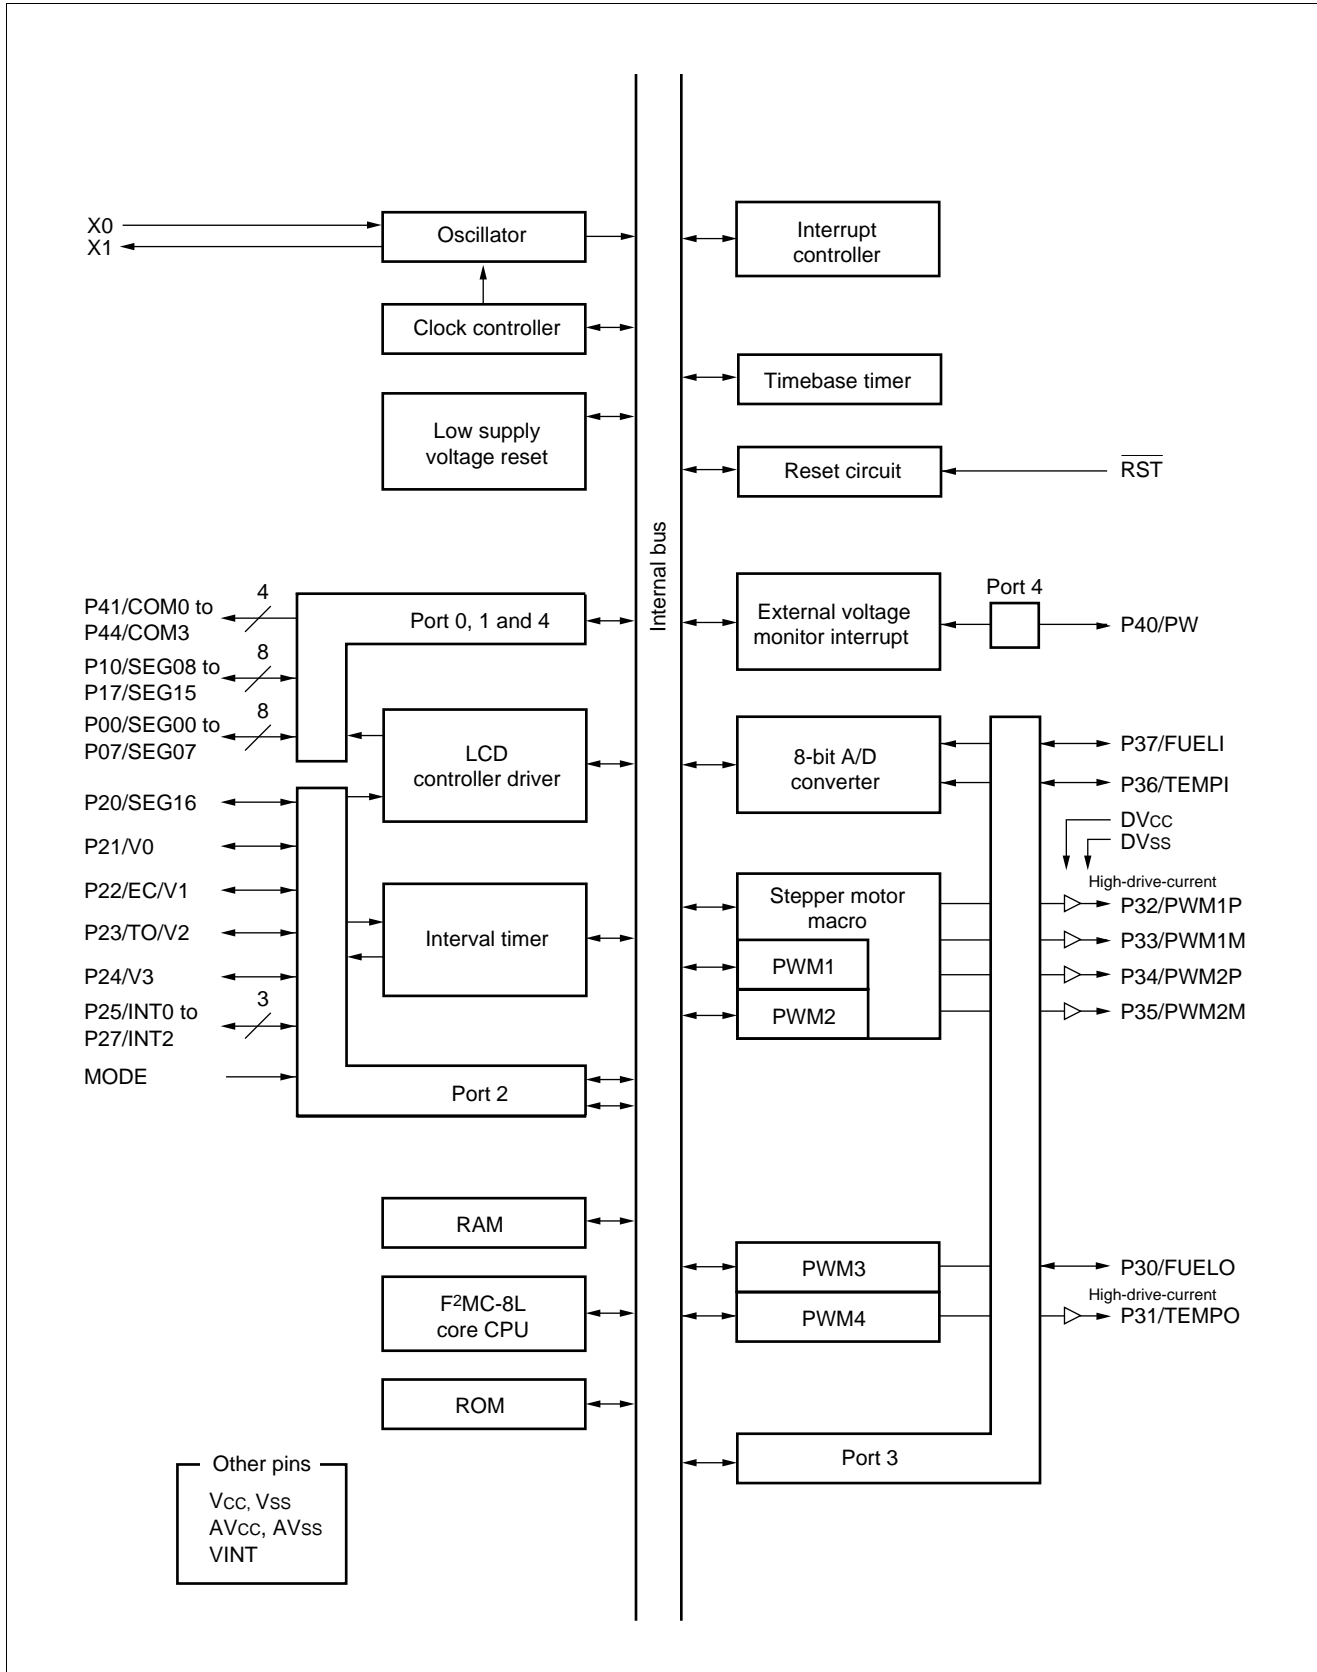 X0
X1
Oscillator
Clock controller
Low supply
voltage reset
4
P41/COM0 to
P44/COM3
8
P10/SEG08 to
P17/SEG15
8
P00/SEG00 to
P07/SEG07
Port 0, 1 and 4
LCD
controller driver
P20/SEG16
P21/V0
P22/EC/V1
P23/TO/V2
P24/V3
3
P25/INT0 to
P27/INT2
MODE
Interval timer
Port 2
RAM
F2MC-8L
core CPU
ROM
Other pins
VCC, VSS
AVCC, AVSS
VINT
Internal bus
Interrupt
controller
Timebase timer
Reset circuit
RST
External voltage
monitor interrupt
Port 4
P40/PW
8-bit A/D
converter
P37/FUELI
P36/TEMPI
DVCC
DVSS
High-drive-current
Stepper motor
macro
PWM1
PWM2
P32/PWM1P
P33/PWM1M
P34/PWM2P
P35/PWM2M
PWM3
PWM4
P30/FUELO
High-drive-current
P31/TEMPO
Port 3